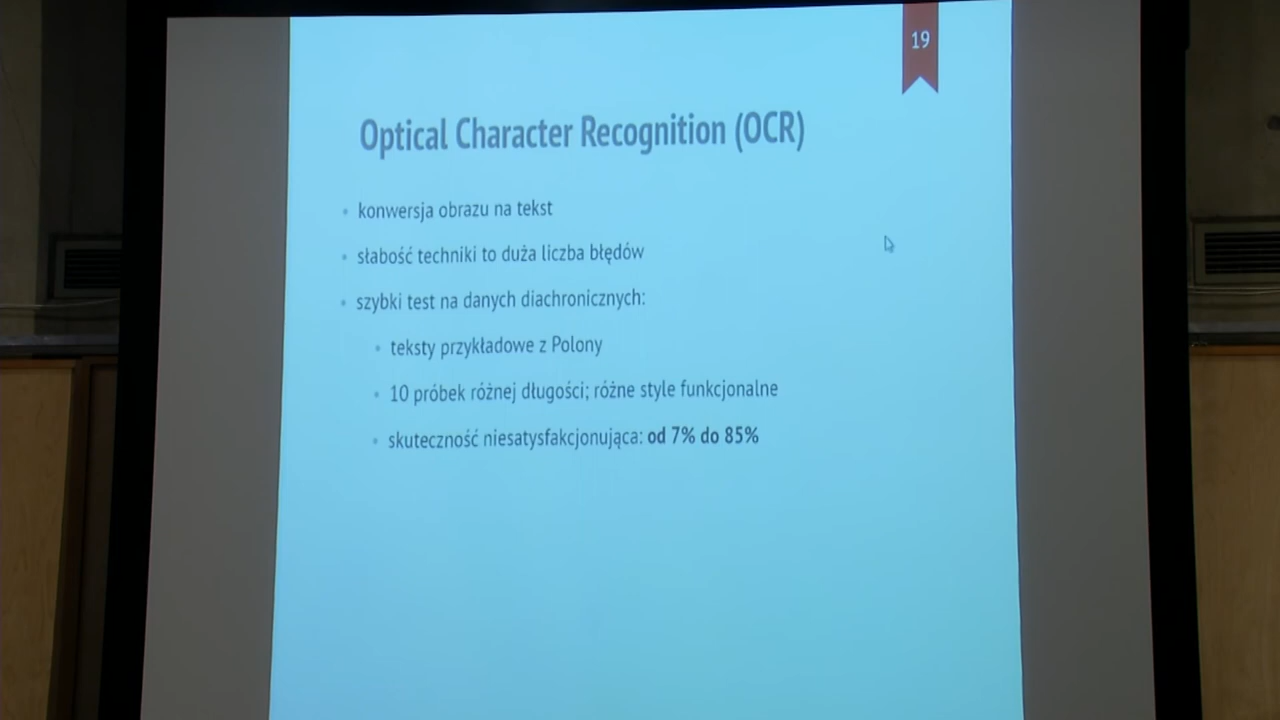 19
Optical Character Recognition (OCR)
• konwersja obrazu na tekst
• słabość techniki to duża liczba błędów
• szybki test na danych diachronicznych:
• teksty przykładowe z Polony
• 10 próbek różnej długości; różne style funkcjonalne
• skuteczność niesatysfakcjonująca: od 7% do 85%